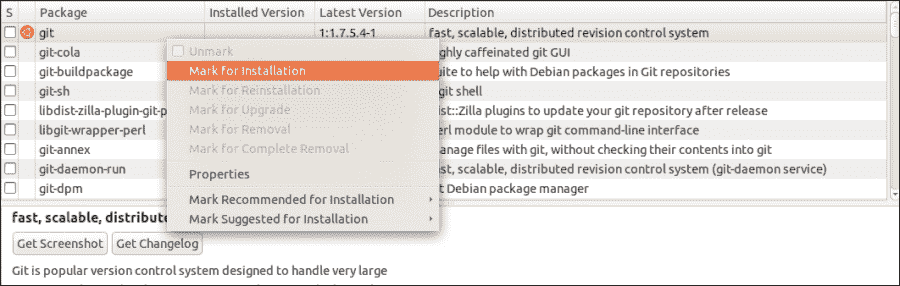 S Package Installed Version Latest Version Description
git 1:1.7.5.4-1 fast, scalable, distributed revision control system
git-cola highly caffeinated git GUI
git-buildpackage uite to help with Debian packages in Git repositories
git-sh git shell
libdist-zilla-plugin-git-p ist::Zilla plugins to update your git repository after release
libgit-wrapper-perl erl module to wrap git command-line interface
git-annex anage files with git, without checking their contents into git
git-daemon-run ast, scalable, distributed revision control system (git-daemon service)
git-dpm t Debian package manager
Unmark
Mark for Installation
Mark for Reinstallation
Mark for Upgrade
Mark for Removal
Mark for Complete Removal
Properties
Mark Recommended for Installation
Mark Suggested for Installation
fast, scalable, distribute
Get Screenshot Get Changelog
Git is popular version control system designed to handle very large